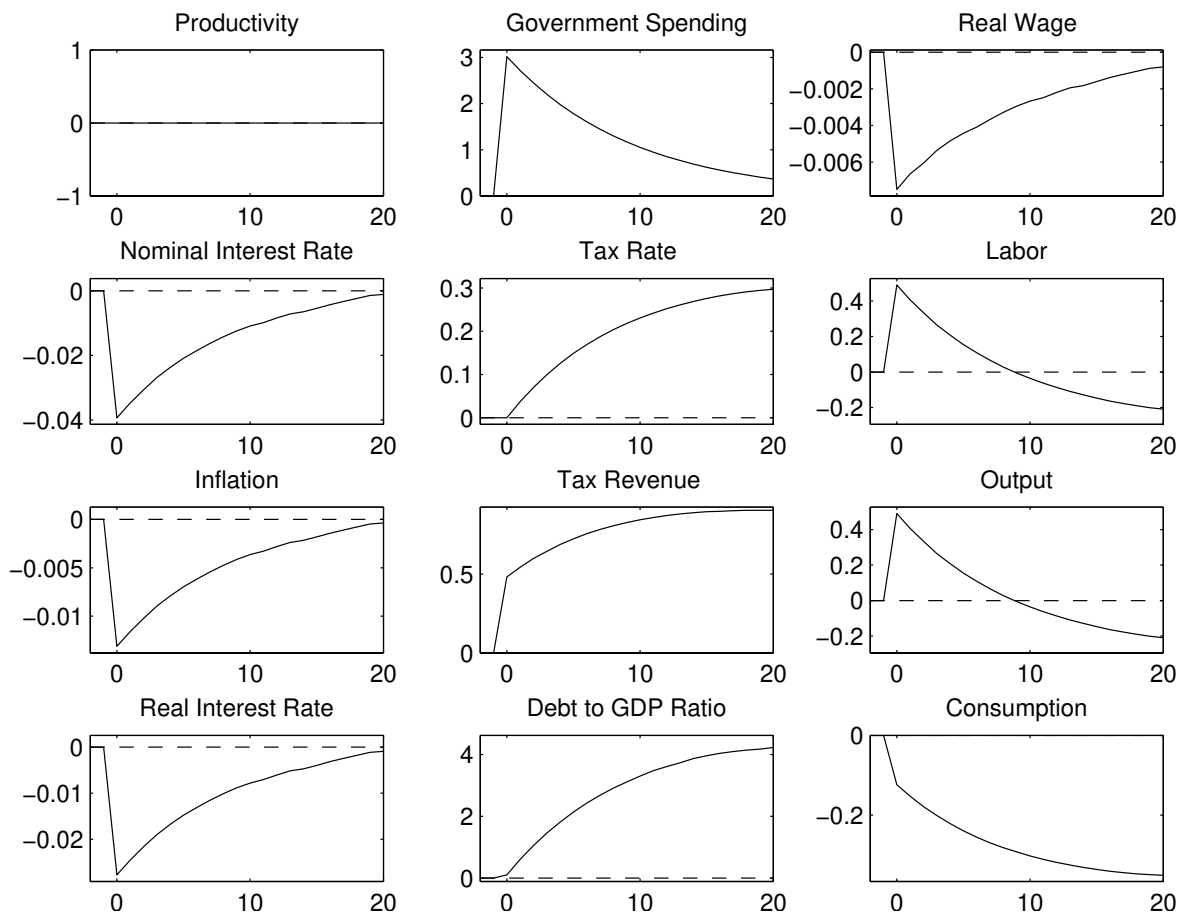 Productivity
1
0
−1
0 10 20
Government Spending
3
2
1
0
0 10 20
Real Wage
0
−0.002
−0.004
−0.006
0 10 20
Nominal Interest Rate
0
−0.02
−0.04
0 10 20
Tax Rate
0.3
0.2
0.1
0
0 10 20
Labor
0.4
0.2
0
−0.2
0 10 20
Inflation
0
−0.005
−0.01
0 10 20
Tax Revenue
0.5
0
0 10 20
Output
0.4
0.2
0
−0.2
0 10 20
Real Interest Rate
0
−0.01
−0.02
0 10 20
Debt to GDP Ratio
4
2
0
0 10 20
Consumption
0
−0.2
0 10 20